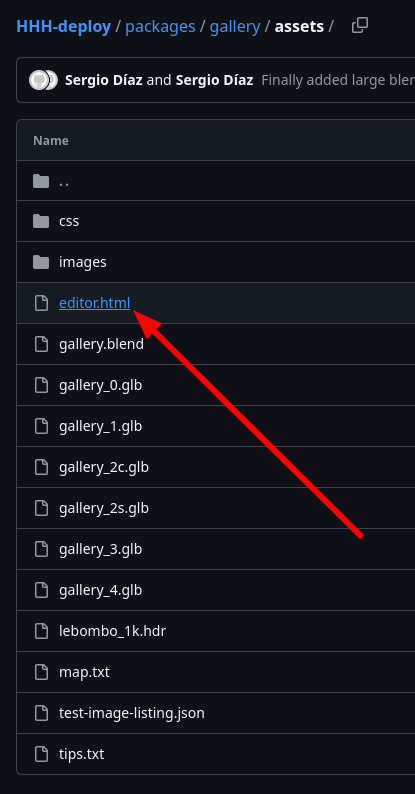 HHH-deploy / packages / gallery / assets /
Sergio Díaz and Sergio Díaz Finally added large blen
Name
..
css
images
editor.html
gallery.blend
gallery_0.glb
gallery_1.glb
gallery_2c.glb
gallery_2s.glb
gallery_3.glb
gallery_4.glb
lebombo_1k.hdr
map.txt
test-image-listing.json
tips.txt